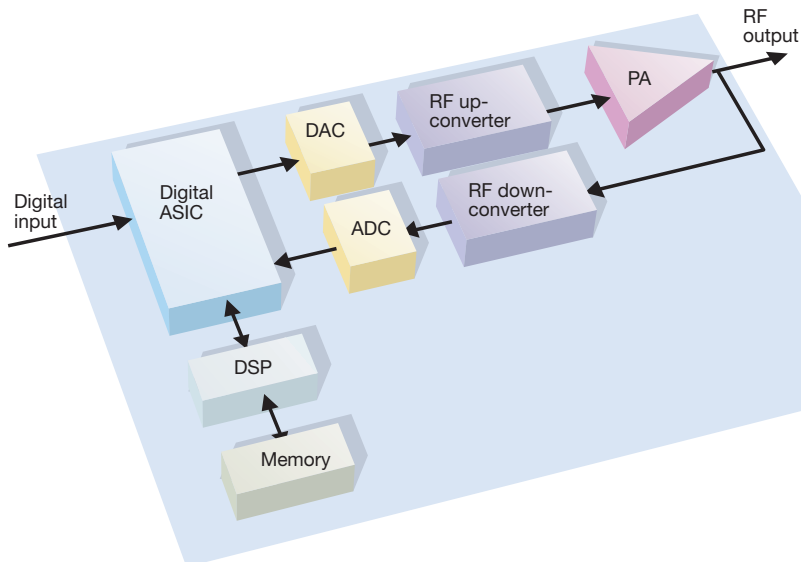 RF
output
PA
RF up-
converter
DAC
Digital
ASIC
Digital
input
RF down-
converter
ADC
DSP
Memory